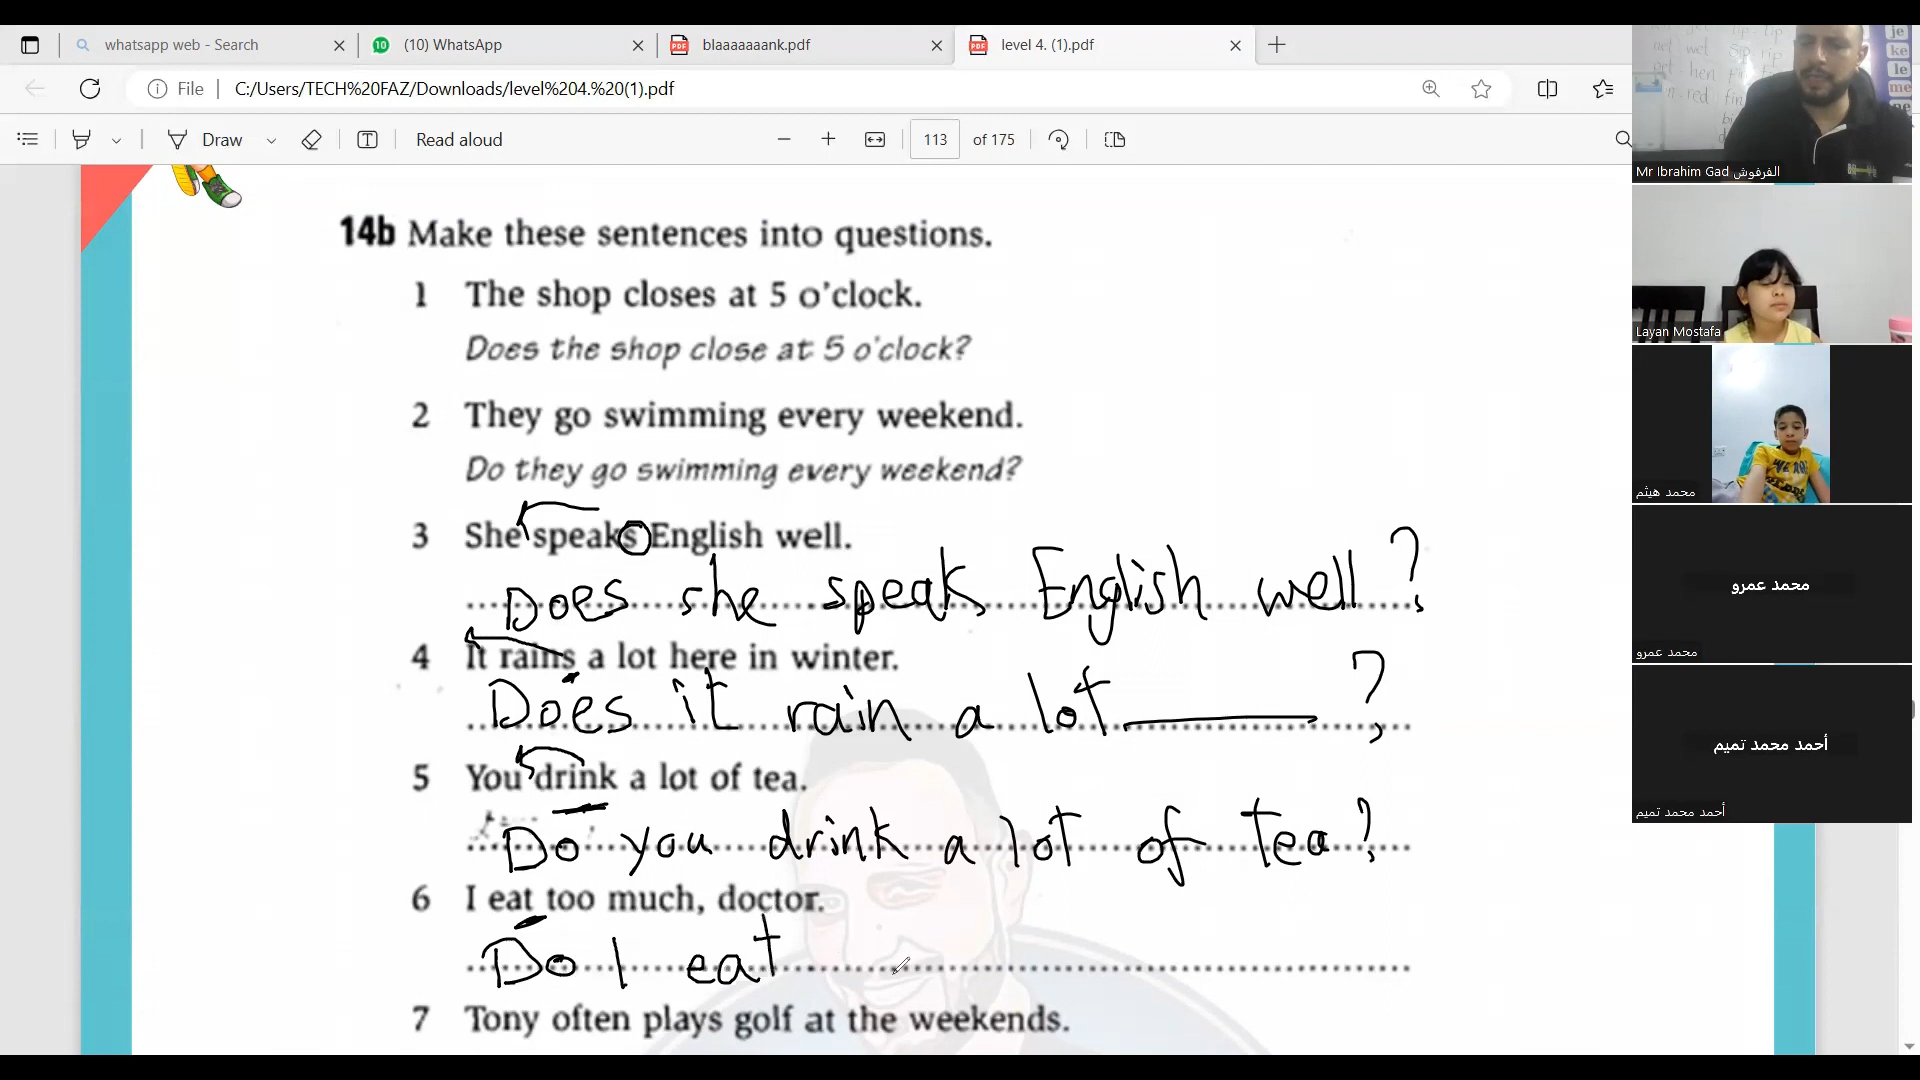 whatsapp web - Search
(10) WhatsApp
blaaaaaaank.pdf
level 4. (1).pdf
File
C:/Users/TECH%20FAZ/Downloads/level%204.%20(1).pdf
Draw
Read aloud
113 of 175
14b Make these sentences into questions.
1 The shop closes at 5 o'clock.
Does the shop close at 5 o'clock?
2 They go swimming every weekend.
Do they go swimming every weekend?
3 She speaks English well.
Does she speak English well?
4 It rains a lot here in winter.
Does it rain a lot ?
5 You drink a lot of tea.
Do you drink a lot of tea?
6 I eat too much, doctor.
Do I eat
7 Tony often plays golf at the weekends.
Mr Ibrahim Gad الفرفوش
Layan Mostafa
محمد هيثم
محمد عمرو
محمد عمرو
أحمد محمد تميم
أحمد محمد تميم